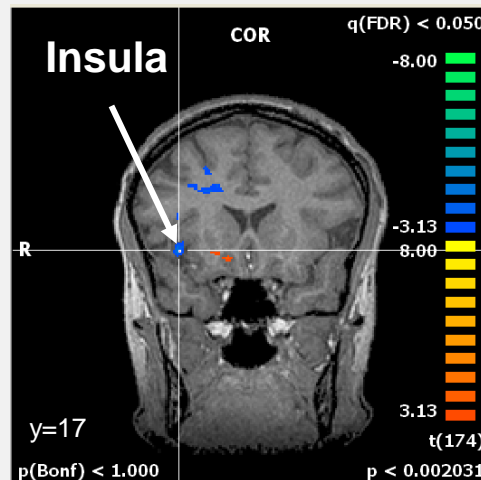 q(FDR) < 0.050
COR
-8.00
Insula
-3.13
R
8.00
y=17
3.13
t(174)
p(Bonf) < 1.000
p < 0.002031